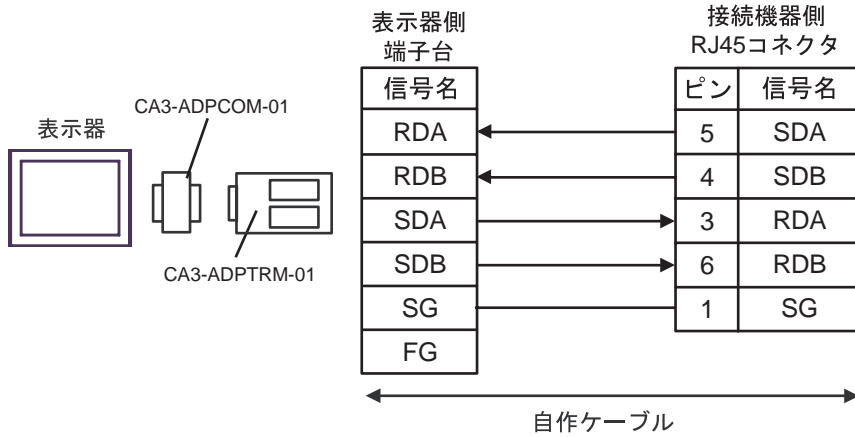 表示器側
端子台
接続機器側
RJ45コネクタ
信号名
ピン 信号名
CA3-ADPCOM-01
表示器
CA3-ADPTRM-01
RDA 5 SDA
RDB 4 SDB
SDA 3 RDA
SDB 6 RDB
SG 1 SG
FG
自作ケーブル